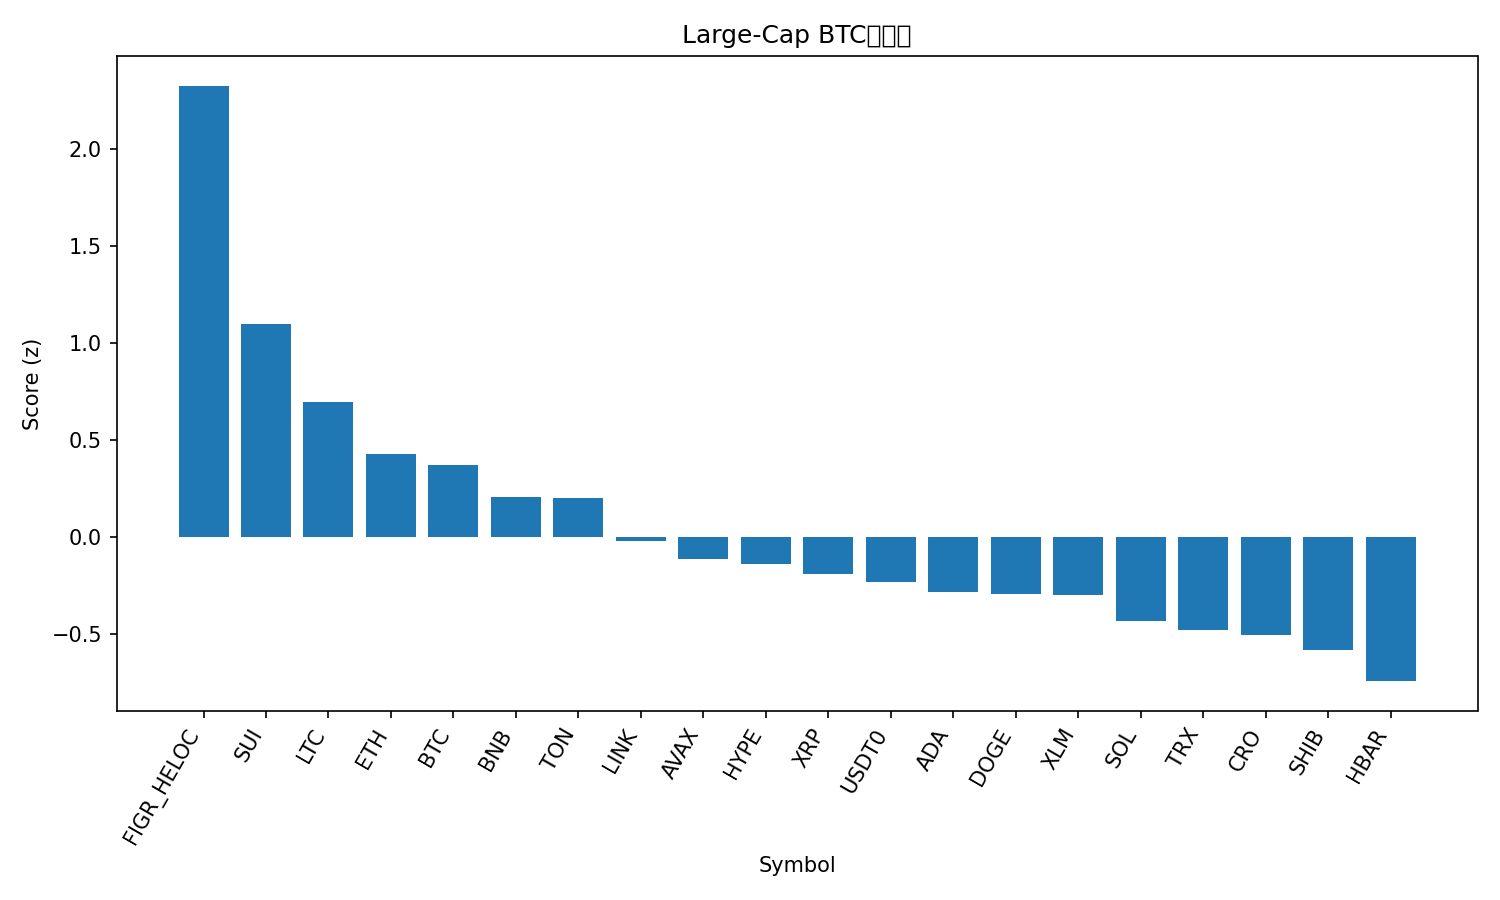 Large-Cap BTC
2.0
1.5
1.0
0.5
0.0
−0.5
Score (z)
FIGR_HELOC
SUI
LTC
ETH
BTC
BNB
TON
LINK
AVAX
HYPE
XRP
USDT0
ADA
DOGE
XLM
SOL
TRX
CRO
SHIB
HBAR
Symbol